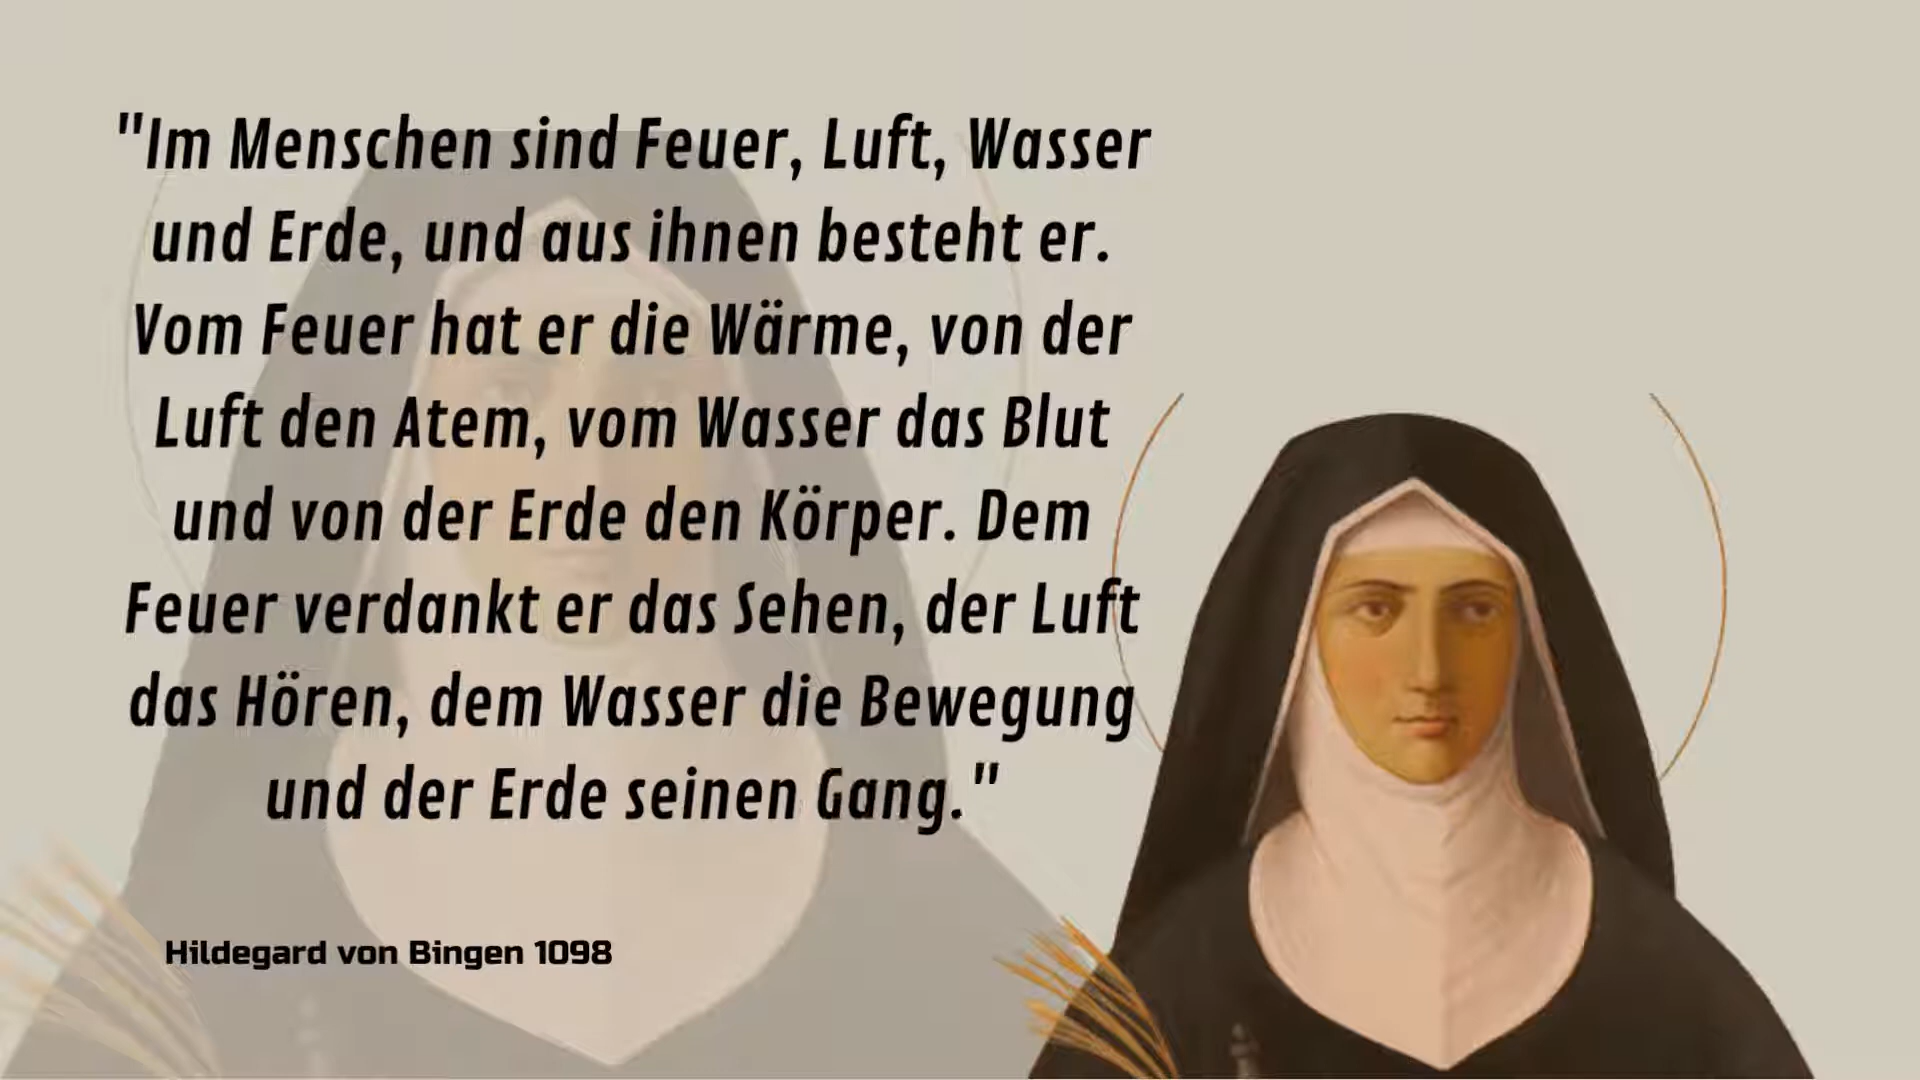 "Im Menschen sind Feuer, Luft, Wasser
und Erde, und aus ihnen besteht er.
Vom Feuer hat er die Wärme, von der
Luft den Atem, vom Wasser das Blut
und von der Erde den Körper. Dem
Feuer verdankt er das Sehen, der Luft
das Hören, dem Wasser die Bewegung
und der Erde seinen Gang."
Hildegard von Bingen 1098